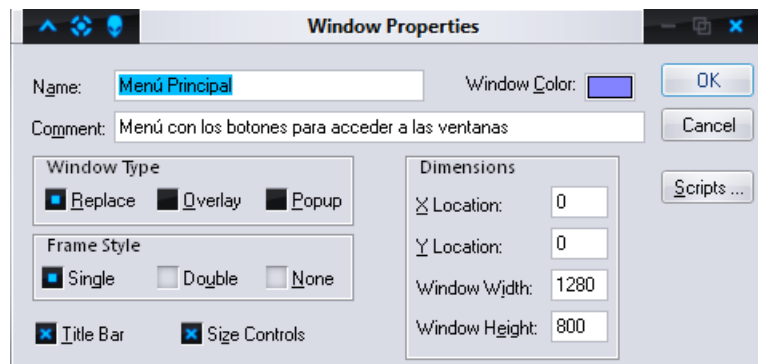 Window Properties
Name: Menú Principal Window Color: OK
Comment: Menú con los botones para acceder a las ventanas Cancel
Window Type Dimensions
Replace Overlay Popup X Location: 0 Scripts ...
Frame Style Y Location: 0
Single Double None Window Width: 1280
Title Bar Size Controls Window Height: 800